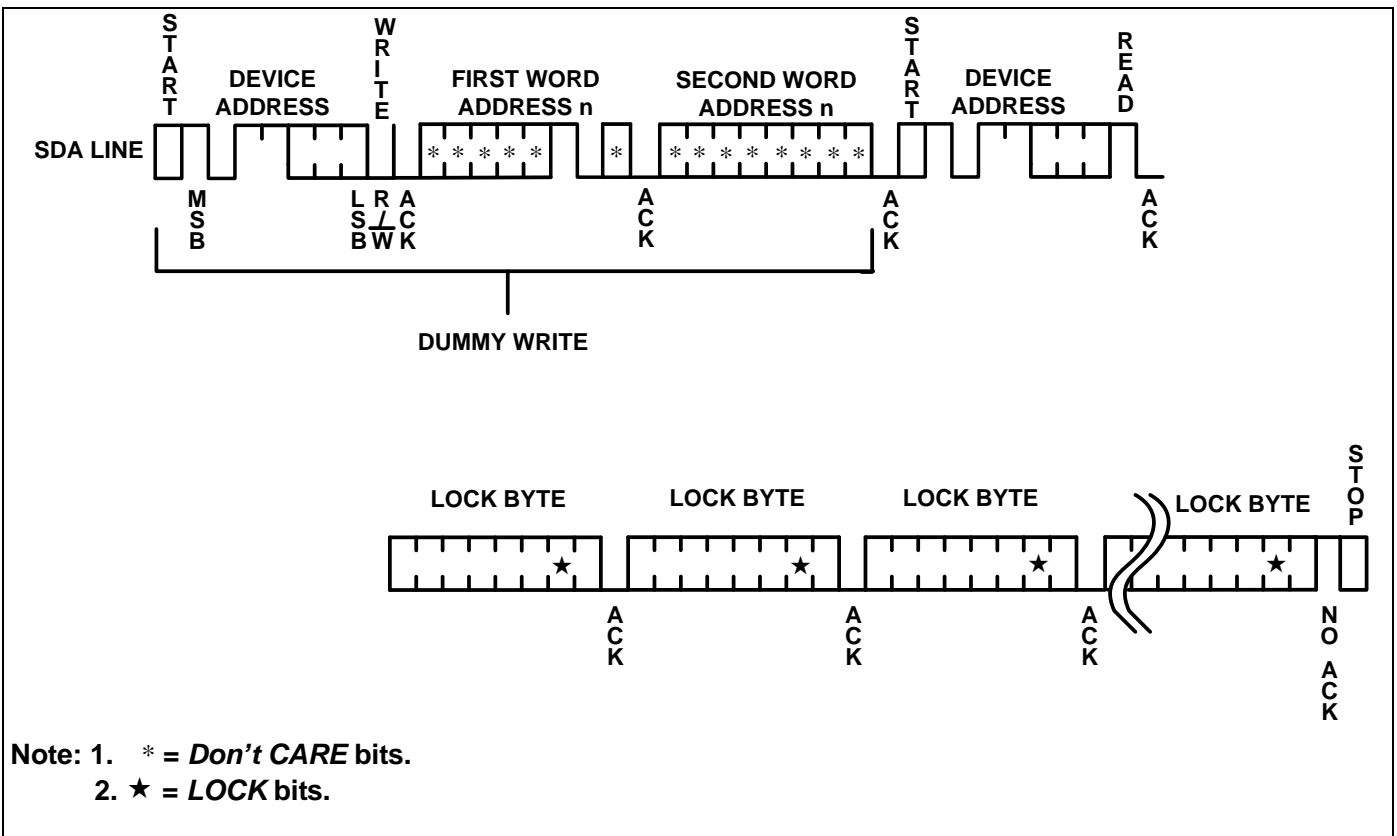 START
WRITE
START
READ
DEVICE
ADDRESS
FIRST WORD
ADDRESS n
SECOND WORD
ADDRESS n
DEVICE
ADDRESS
SDA LINE
* * * * * * * * * * * * * *
MSB
LSB
R/W
ACK
ACK
ACK
ACK
DUMMY WRITE
STOP
LOCK BYTE
LOCK BYTE
LOCK BYTE
LOCK BYTE
★ ★ ★ ★
ACK
ACK
ACK
NO ACK
Note: 1. * = Don't CARE bits.
2. ★ = LOCK bits.